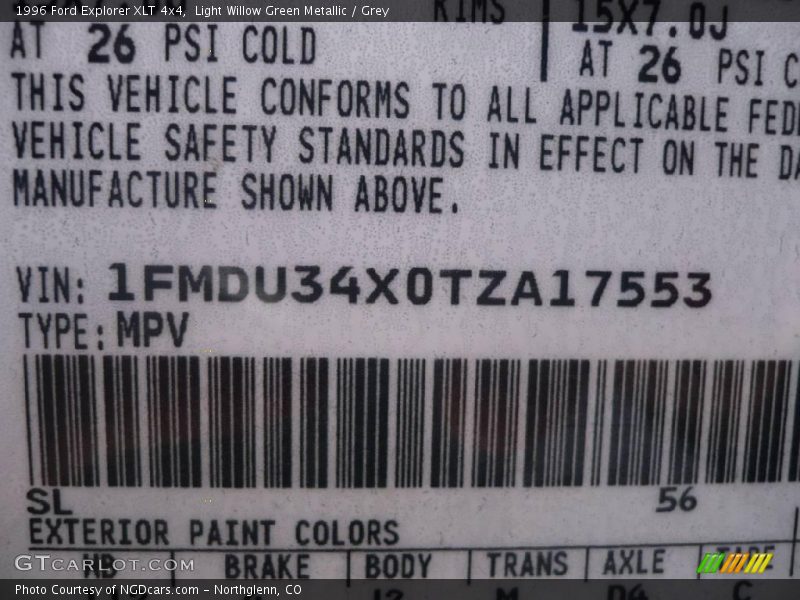 1996 Ford Explorer XLT 4x4,  Light Willow Green Metallic / Grey
RIMS 15X7.0J
AT 26 PSI COLD AT 26 PSI C
THIS VEHICLE CONFORMS TO ALL APPLICABLE FEDE
VEHICLE SAFETY STANDARDS IN EFFECT ON THE DA
MANUFACTURE SHOWN ABOVE.
VIN: 1FMDU34X0TZA17553
TYPE: MPV
SL 56
EXTERIOR PAINT COLORS
GTCARLOT.COM
BRAKE BODY TRANS AXLE
Photo Courtesy of NGDcars.com – Northglenn, CO